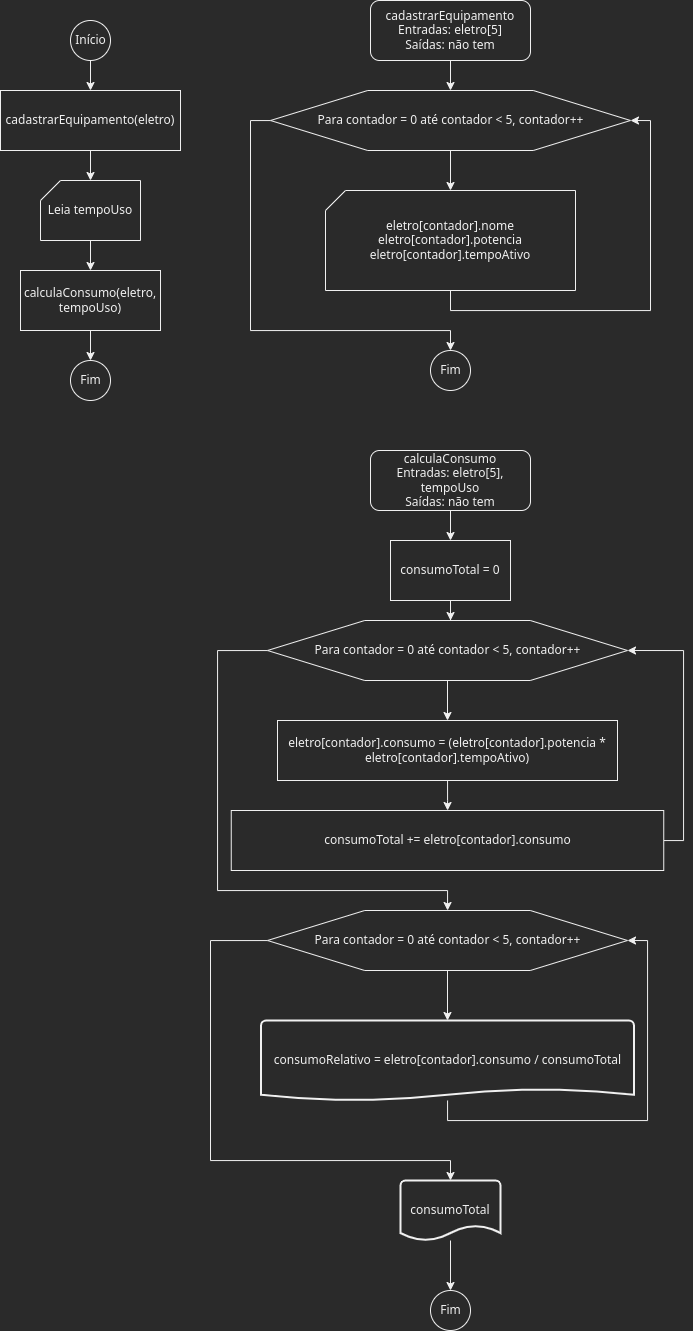 Início
cadastrarEquipamento(eletro)
Leia tempoUso
calculaConsumo(eletro,
tempoUso)
Fim
cadastrarEquipamento
Entradas: eletro[5]
Saídas: não tem
Para contador = 0 até contador < 5, contador++
eletro[contador].nome
eletro[contador].potencia
eletro[contador].tempoAtivo
Fim
calculaConsumo
Entradas: eletro[5],
tempoUso
Saídas: não tem
consumoTotal = 0
Para contador = 0 até contador < 5, contador++
eletro[contador].consumo = (eletro[contador].potencia *
eletro[contador].tempoAtivo)
consumoTotal += eletro[contador].consumo
Para contador = 0 até contador < 5, contador++
consumoRelativo = eletro[contador].consumo / consumoTotal
consumoTotal
Fim